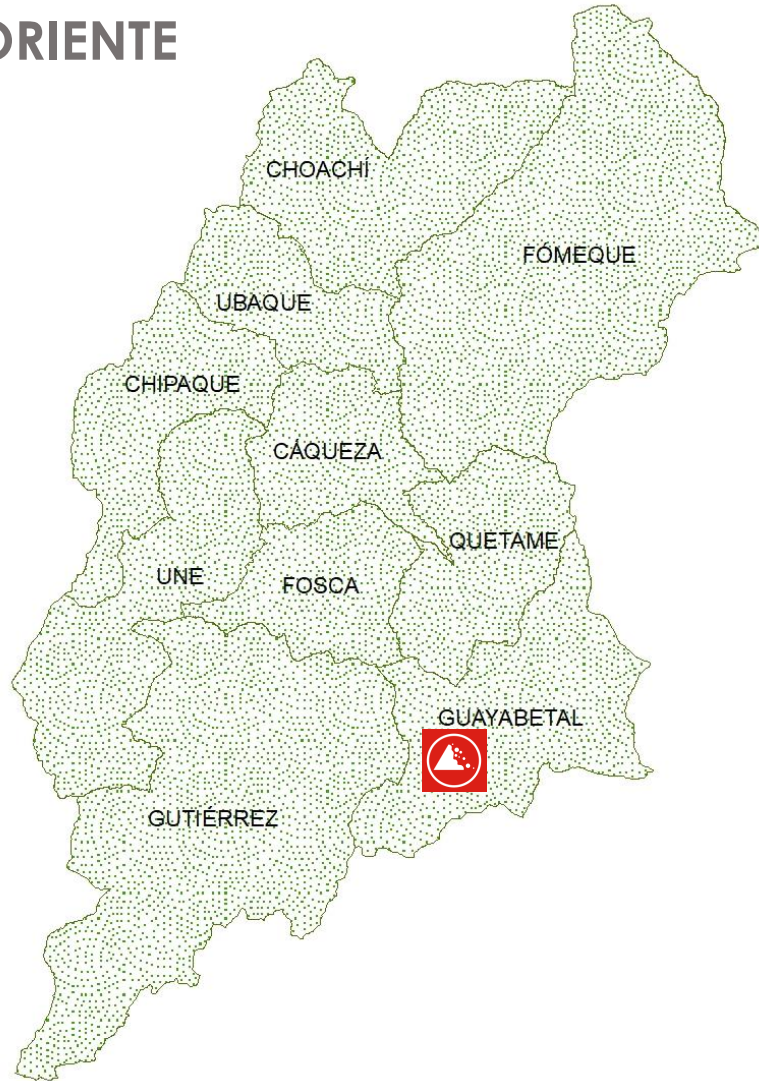 ORIENTE
CHOACHÍ
FÓMEQUE
UBAQUE
CHIPAQUE
CÁQUEZA
QUETAME
UNE
FOSCA
GUAYABETAL
GUTIÉRREZ